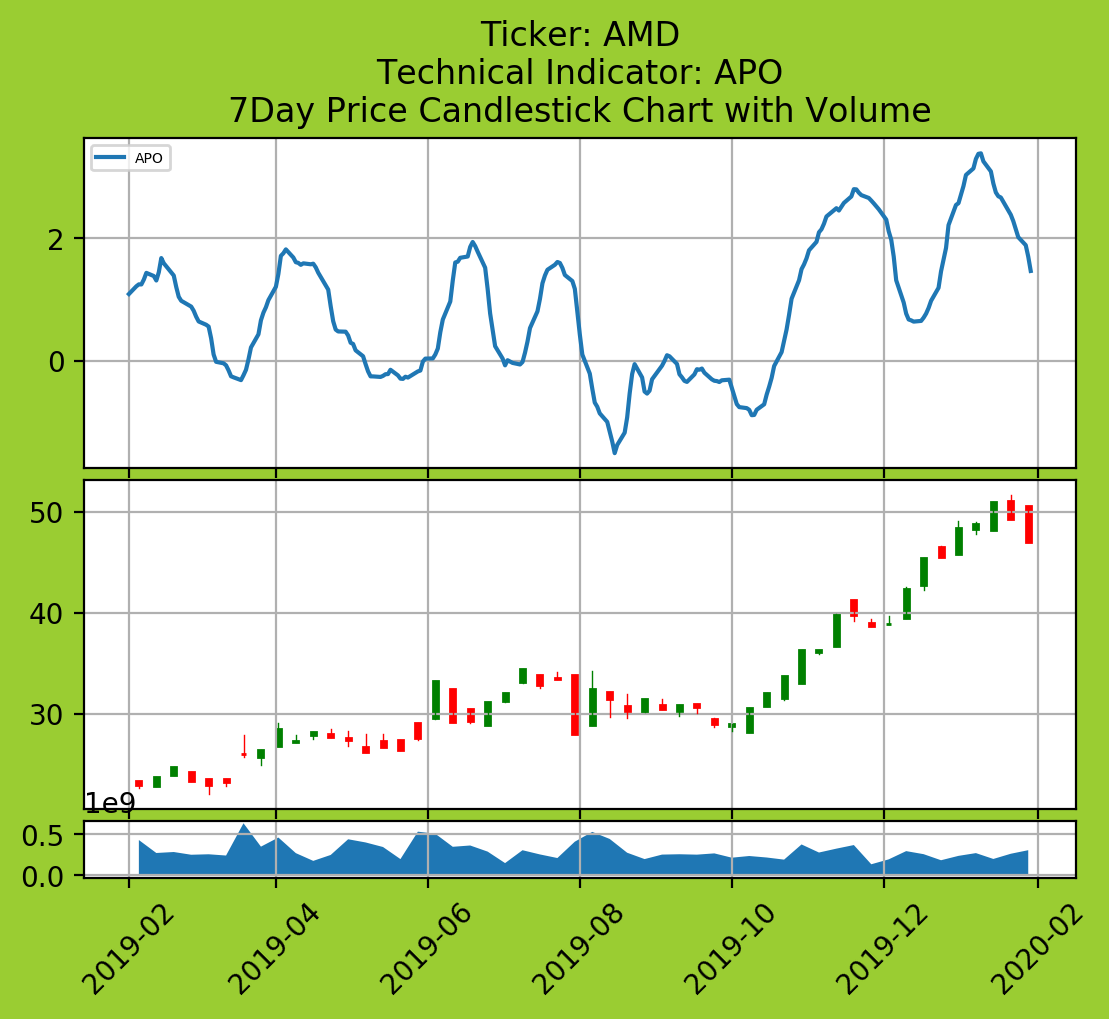 Ticker: AMD
Technical Indicator: APO
7Day Price Candlestick Chart with Volume
APO
2
0
50
40
30
1e9
0.5
0.0
2019-02
2019-04
2019-06
2019-08
2019-10
2019-12
2020-02